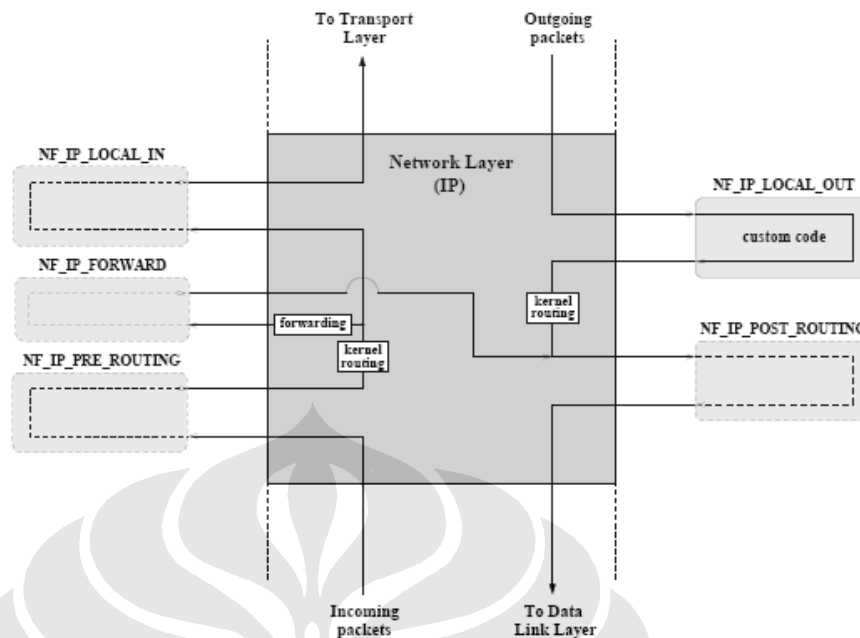 To Transport
Layer
Outgoing
packets
NF_IP_LOCAL_IN
Network Layer
(IP)
NF_IP_LOCAL_OUT
custom code
NF_IP_FORWARD
kernel
routing
forwarding
NF_IP_POST_ROUTING
kernel
routing
NF_IP_PRE_ROUTING
Incoming
packets
To Data
Link Layer